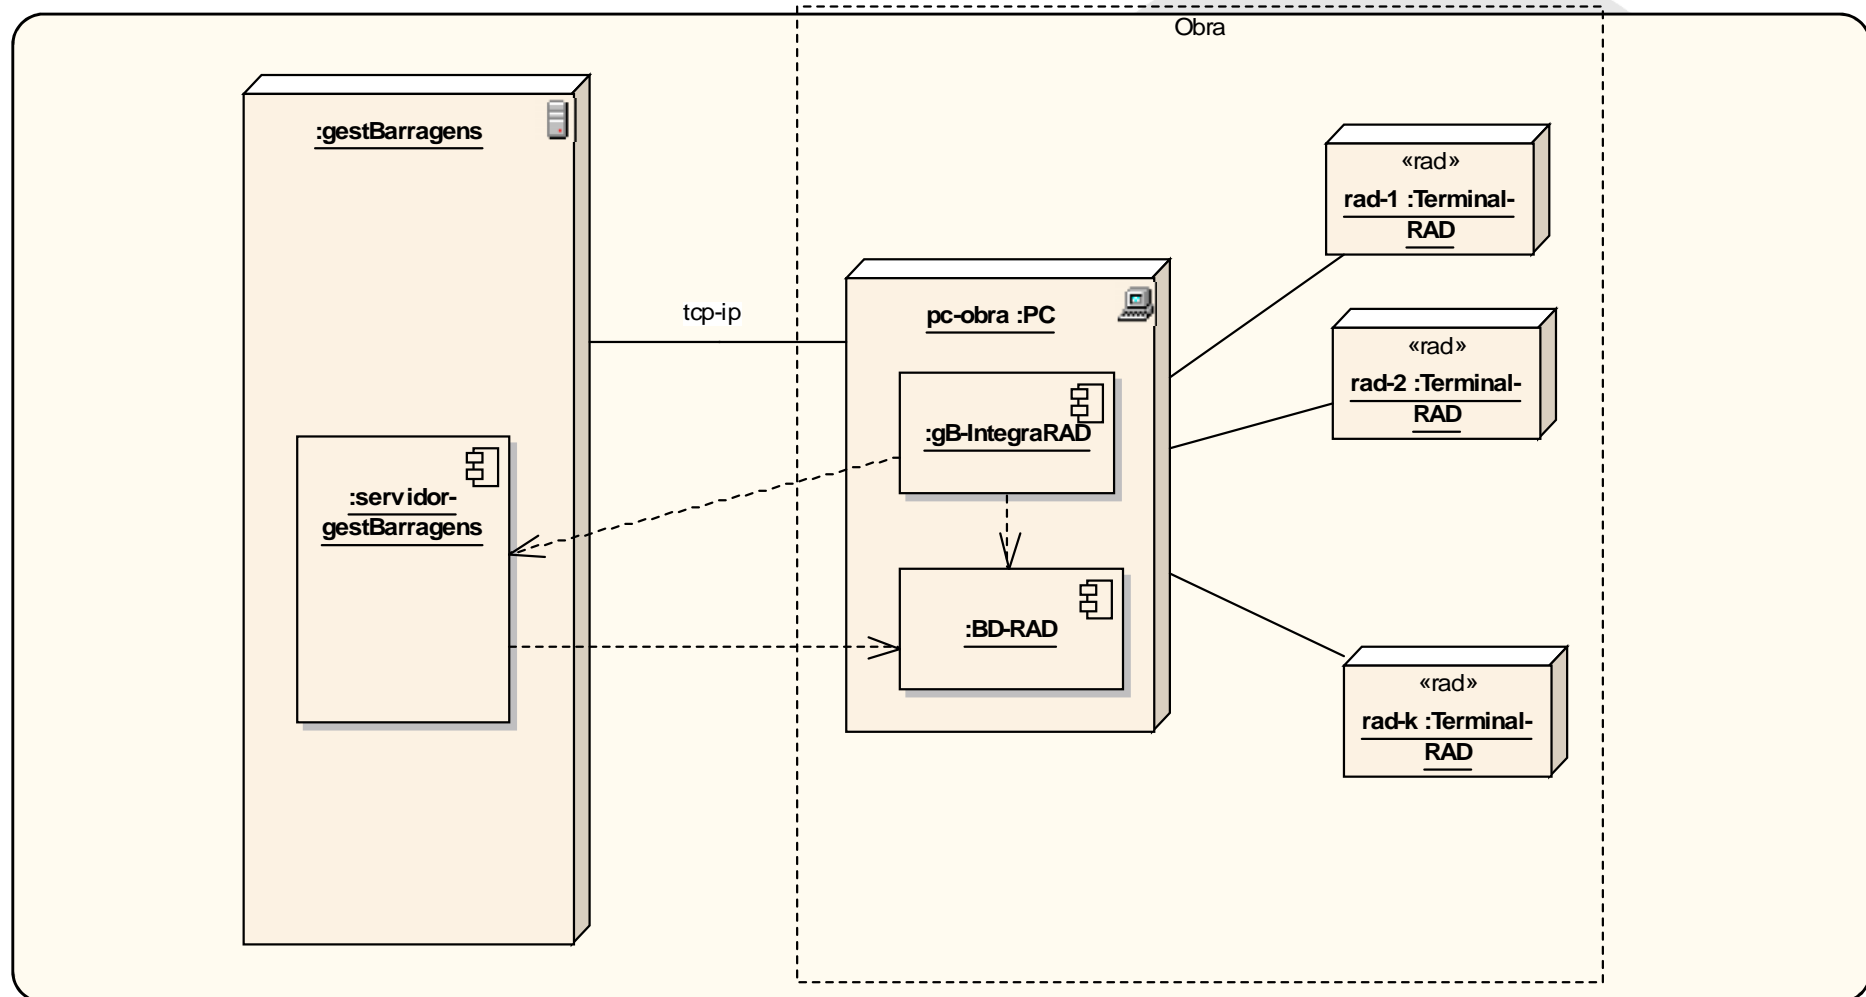 Obra
:gestBarragens
tcp-ip
:servidor-
gestBarragens
pc-obra :PC
:gB-IntegraRAD
:BD-RAD
«rad»
rad-1 :Terminal-
RAD
«rad»
rad-2 :Terminal-
RAD
«rad»
rad-k :Terminal-
RAD